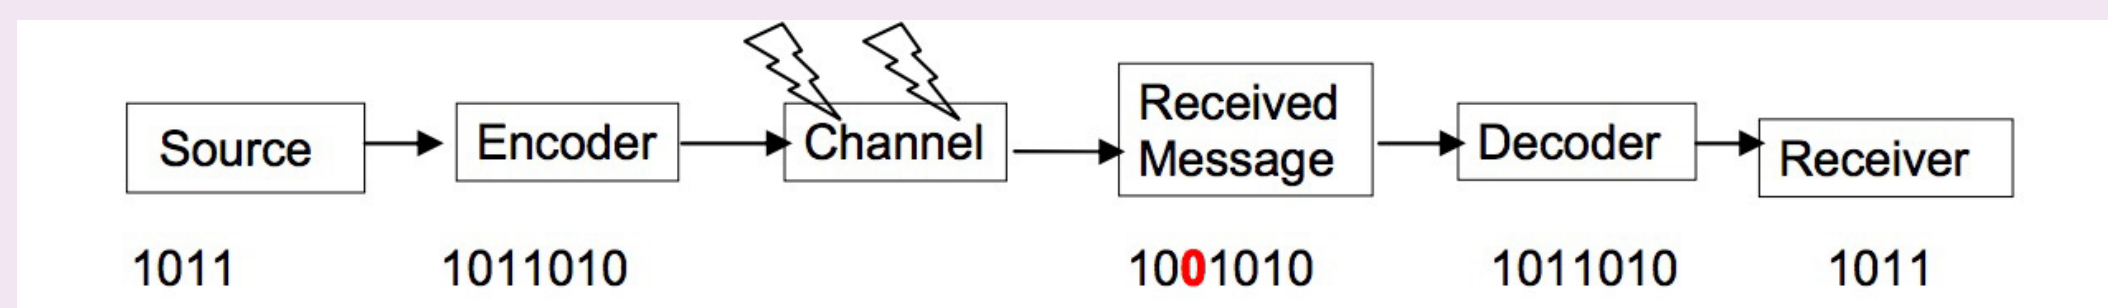 Source
Encoder
Channel
Received
Message
Decoder
Receiver
1011
1011010
1001010
1011010
1011